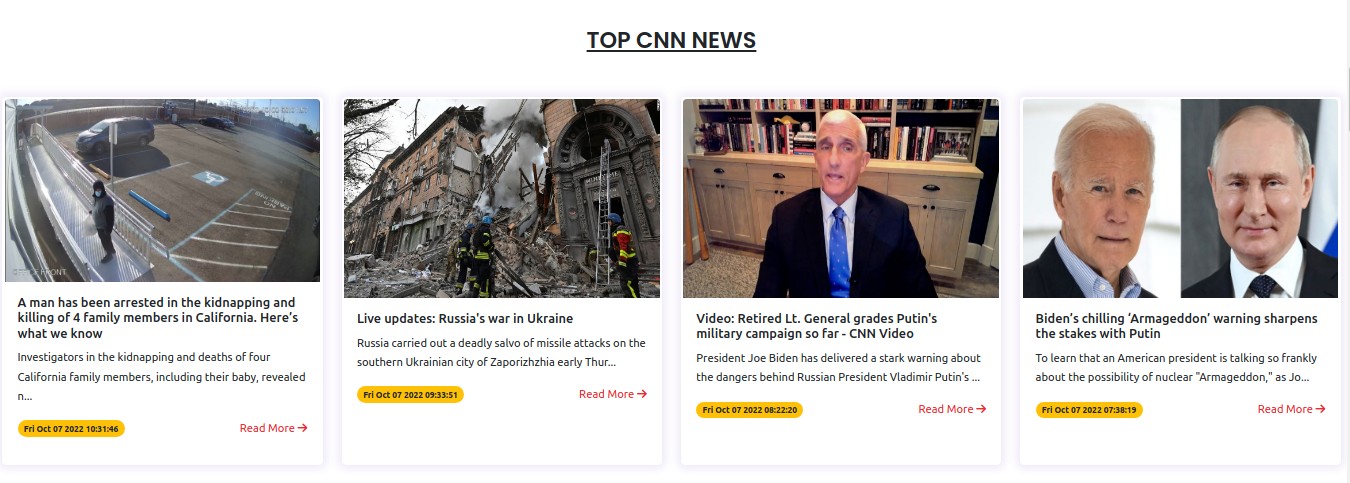 TOP CNN NEWS
A man has been arrested in the kidnapping and
killing of 4 family members in California. Here's
what we know
Investigators in the kidnapping and deaths of four
California family members, including their baby, revealed
n...
Fri Oct 07 2022 10:31:46
Read More →
Live updates: Russia's war in Ukraine
Russia carried out a deadly salvo of missile attacks on the
southern Ukrainian city of Zaporizhzhia early Thur...
Fri Oct 07 2022 09:33:51
Read More →
Video: Retired Lt. General grades Putin's
military campaign so far - CNN Video
President Joe Biden has delivered a stark warning about
the dangers behind Russian President Vladimir Putin's ...
Fri Oct 07 2022 08:22:20
Read More →
Biden's chilling ‘Armageddon’ warning sharpens
the stakes with Putin
To learn that an American president is talking so frankly
about the possibility of nuclear "Armageddon," as Jo...
Fri Oct 07 2022 07:38:19
Read More →